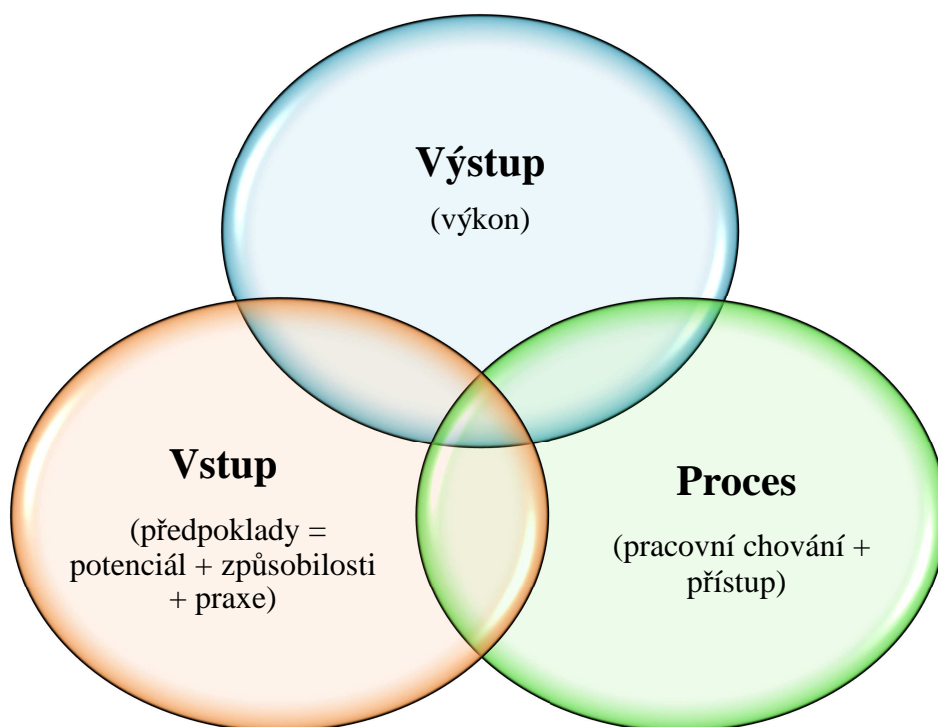 Výstup
(výkon)
Vstup
(předpoklady =
potenciál + způsobilosti
+ praxe)
Proces
(pracovní chování +
přístup)